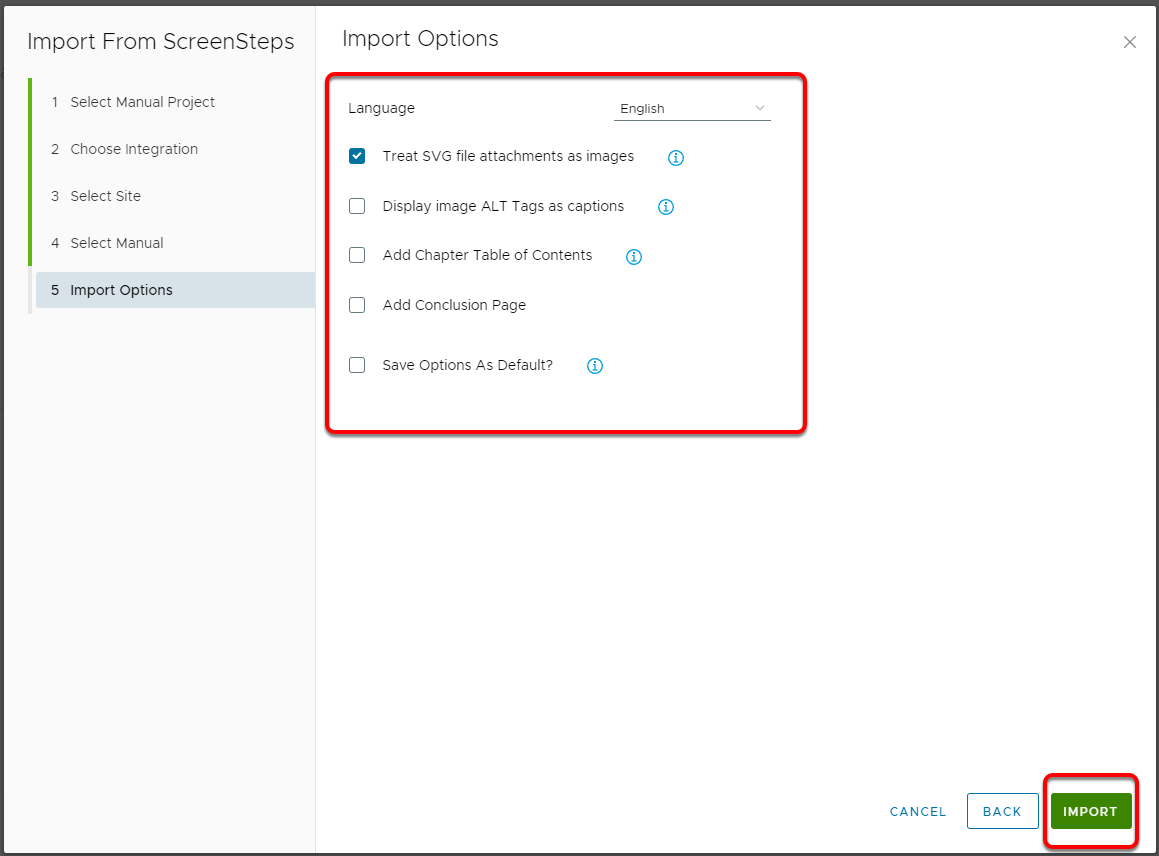 Import From ScreenSteps
1 Select Manual Project
2 Choose Integration
3 Select Site
4 Select Manual
5 Import Options
Import Options
Language English
Treat SVG file attachments as images
Display image ALT Tags as captions
Add Chapter Table of Contents
Add Conclusion Page
Save Options As Default?
CANCEL BACK IMPORT